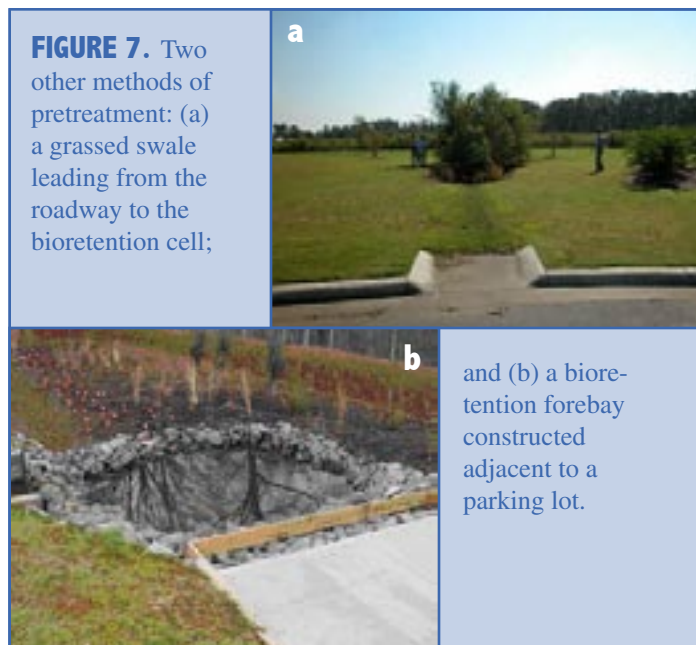 FIGURE 7. Two
other methods of
pretreatment: (a)
a grassed swale
leading from the
roadway to the
bioretention cell;
a
b
and (b) a biore-
tention forebay
constructed
adjacent to a
parking lot.